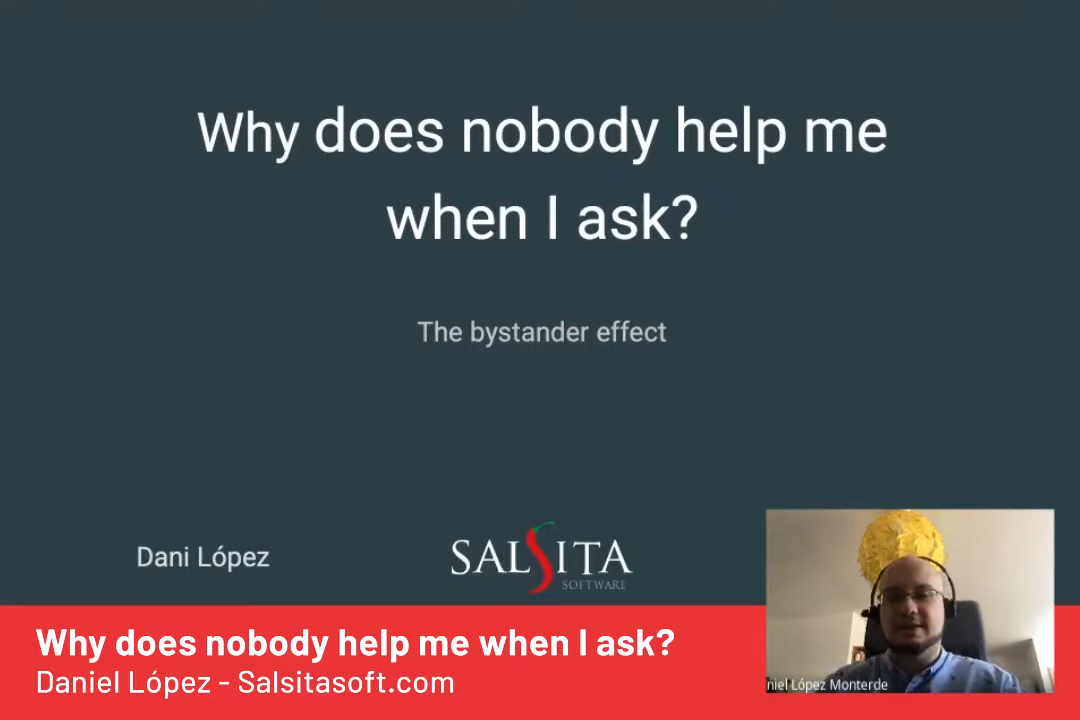 Why does nobody help me
when I ask?
The bystander effect
Dani López
SALSITA
SOFTWARE
Why does nobody help me when I ask?
Daniel López - Salsitasoft.com
niel López Monterde